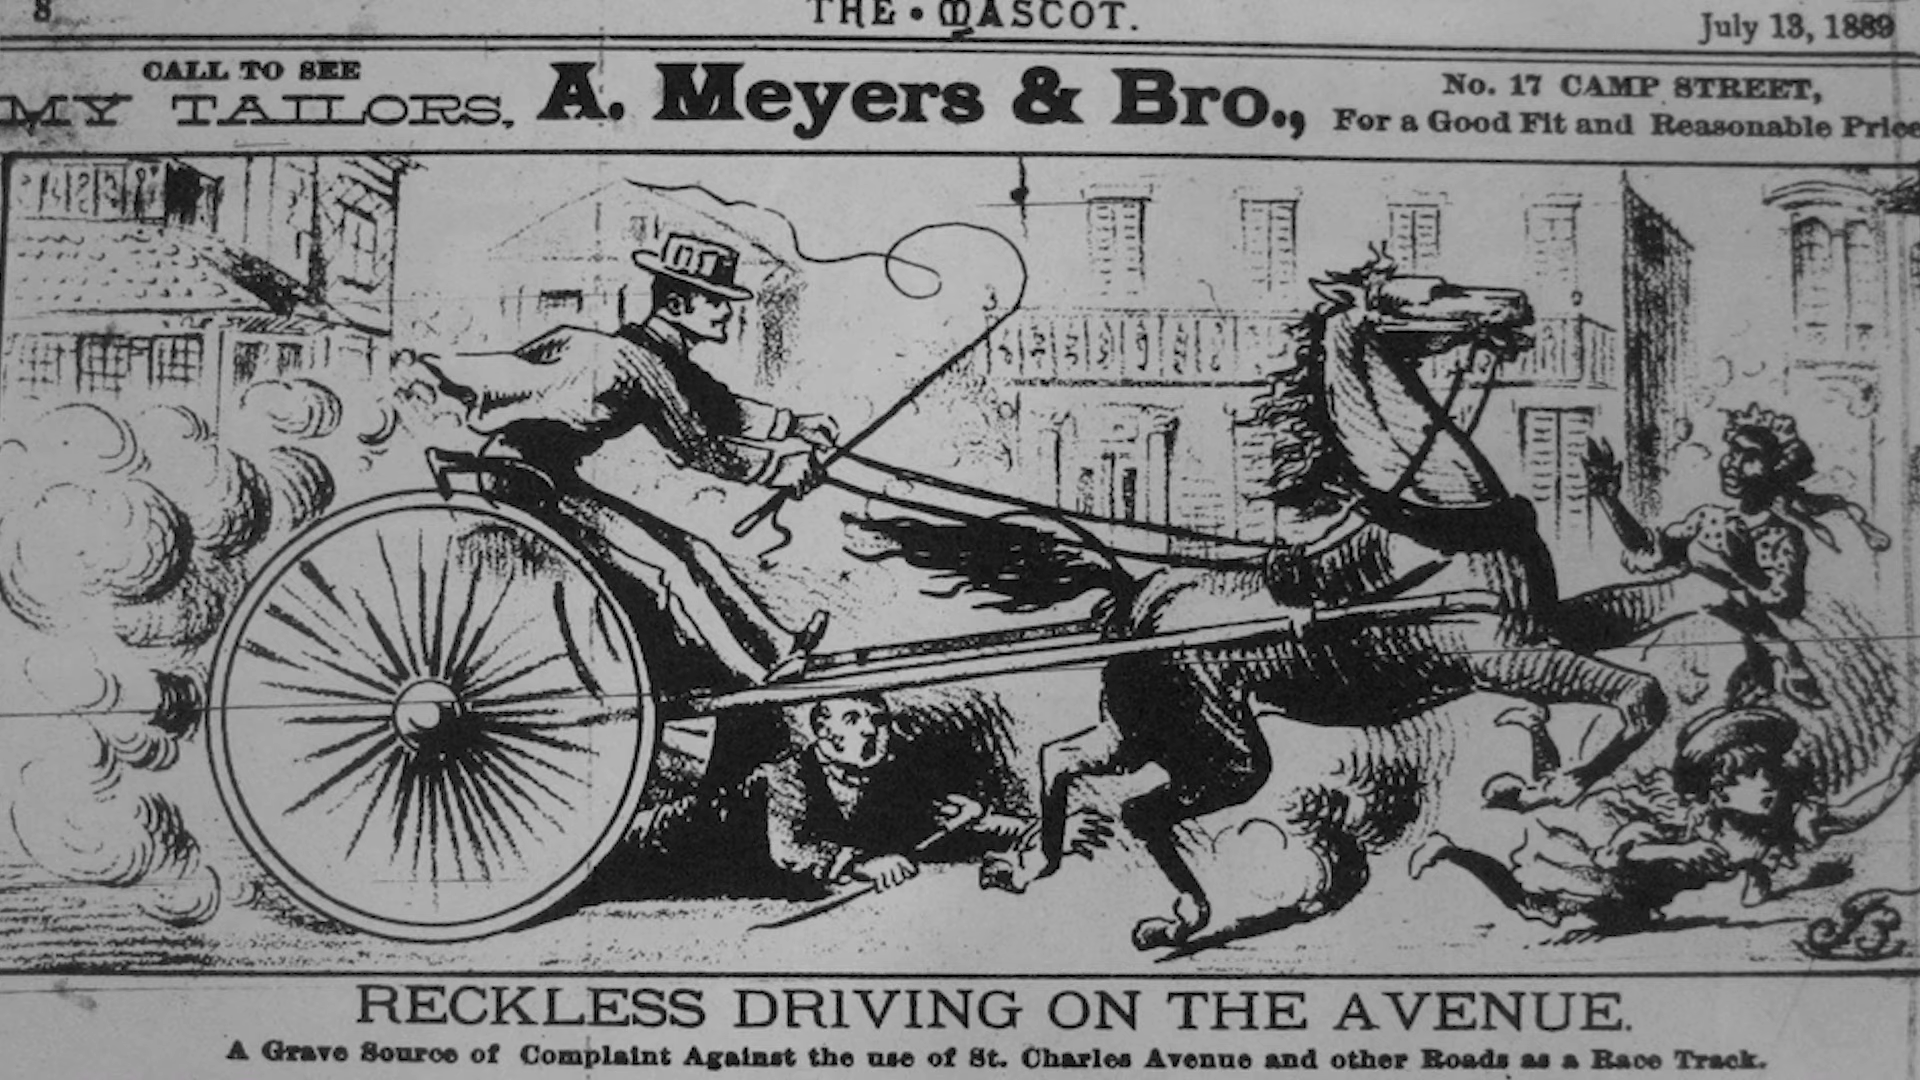 8
THE • MASCOT.
July 13, 1889
CALL TO SEE
MY TAILORS,
A. Meyers & Bro.,
No. 17 CAMP STREET,
For a Good Fit and Reasonable Price
RECKLESS DRIVING ON THE AVENUE.
A Grave Source of Complaint Against the use of St. Charles Avenue and other Roads as a Race Track.